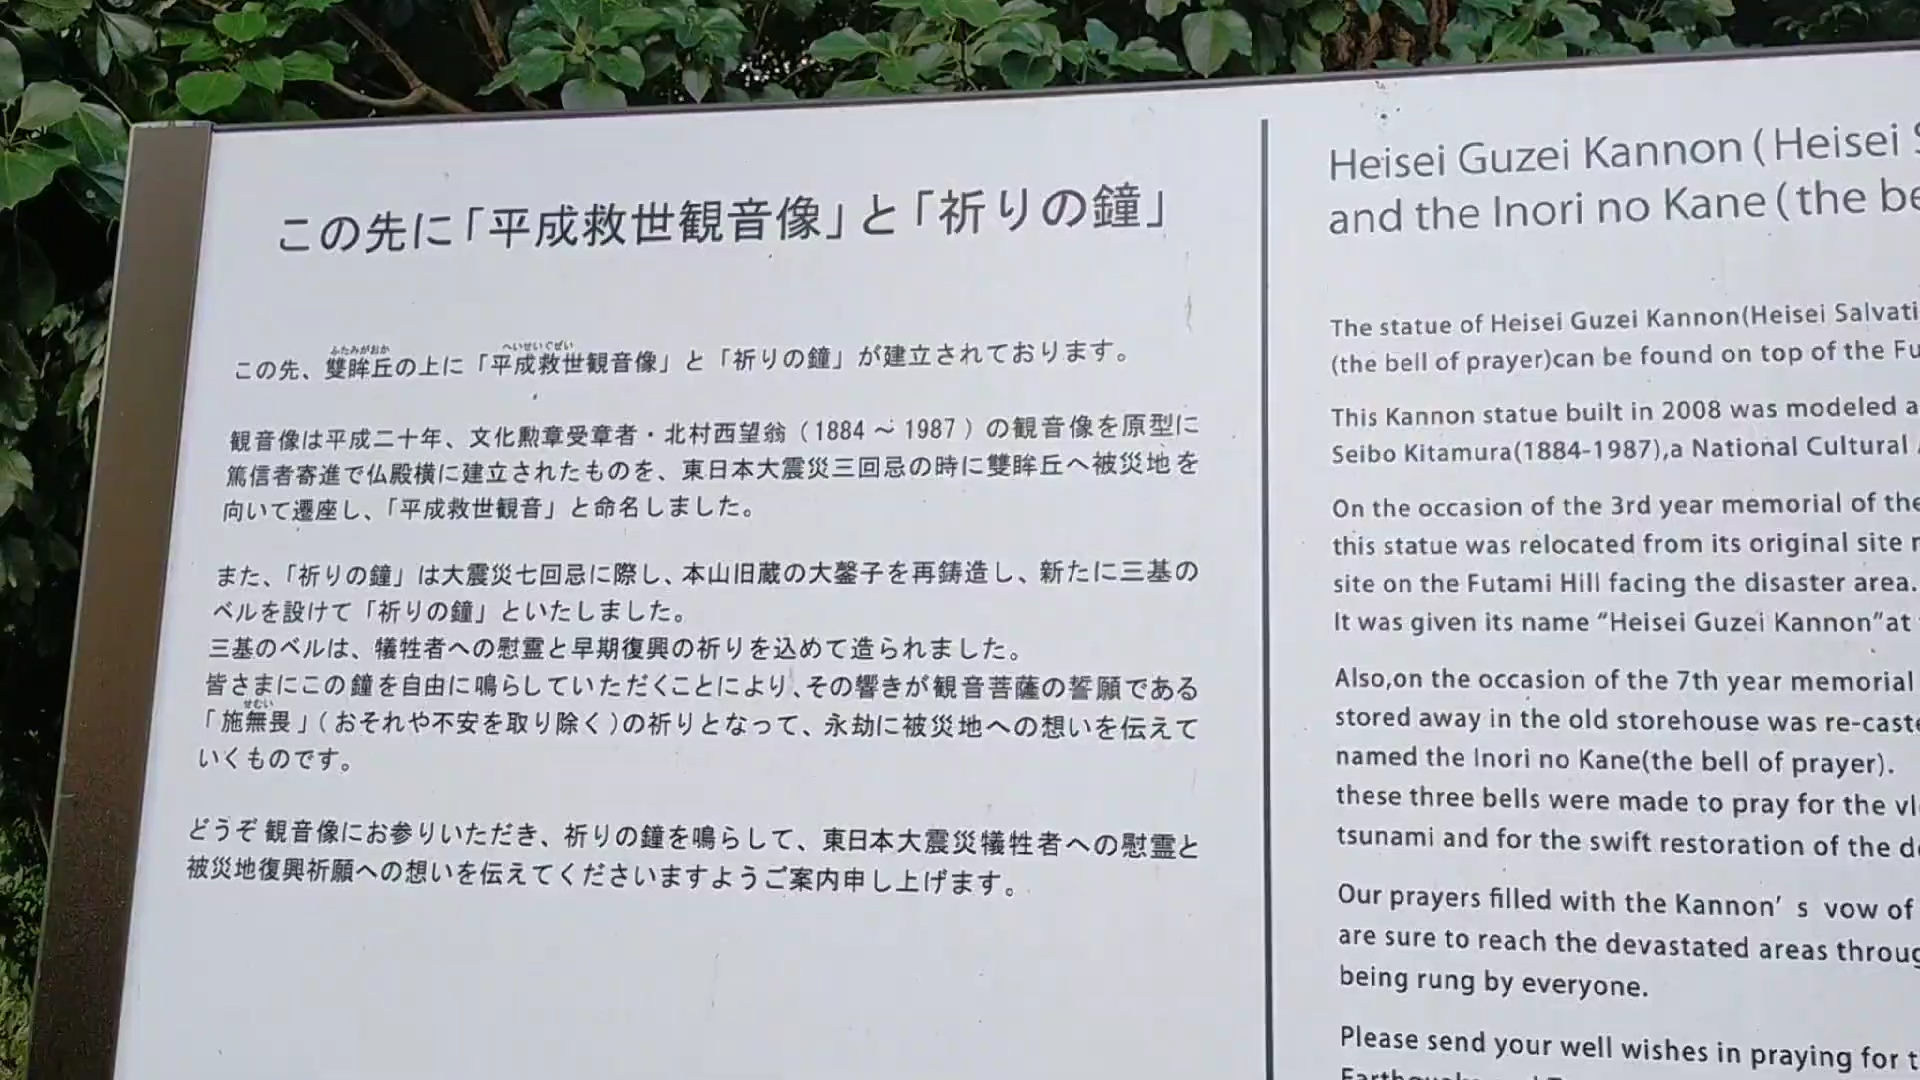 この先に「平成救世観音像」と「祈りの鐘」
ふたみがおか へいせいぐぜい
この先、雙眸丘の上に「平成救世観音像」と「祈りの鐘」が建立されております。
観音像は平成二十年、文化勲章受章者・北村西望翁（1884～1987）の観音像を原型に
篤信者寄進で仏殿横に建立されたものを、東日本大震災三回忌の時に雙眸丘へ被災地を
向いて遷座し、「平成救世観音」と命名しました。
また、「祈りの鐘」は大震災七回忌に際し、本山旧蔵の大鏧子を再鋳造し、新たに三基の
ベルを設けて「祈りの鐘」といたしました。
三基のベルは、犠牲者への慰霊と早期復興の祈りを込めて造られました。
皆さまにこの鐘を自由に鳴らしていただくことにより、その響きが観音菩薩の誓願である
せむい
「施無畏」（おそれや不安を取り除く）の祈りとなって、永劫に被災地への想いを伝えて
いくものです。
どうぞ観音像にお参りいただき、祈りの鐘を鳴らして、東日本大震災犠牲者への慰霊と
被災地復興祈願への想いを伝えてくださいますようご案内申し上げます。
Heisei Guzei Kannon ( Heisei
and the Inori no Kane ( the
The statue of Heisei Guzei Kannon(Heisei
(the bell of prayer)can be found on top of the
This Kannon statue built in 2008 was modeled
Seibo Kitamura(1884-1987),a National Cultural
On the occasion of the 3rd year memorial of the
this statue was relocated from its original site
site on the Futami Hill facing the disaster area.
It was given its name "Heisei Guzei Kannon"at
Also,on the occasion of the 7th year memorial
stored away in the old storehouse was
named the Inori no Kane(the bell of prayer).
these three bells were made to pray for the
tsunami and for the swift restoration of the
Our prayers filled with the Kannon' s vow of
are sure to reach the devastated areas
being rung by everyone.
Please send your well wishes in praying for